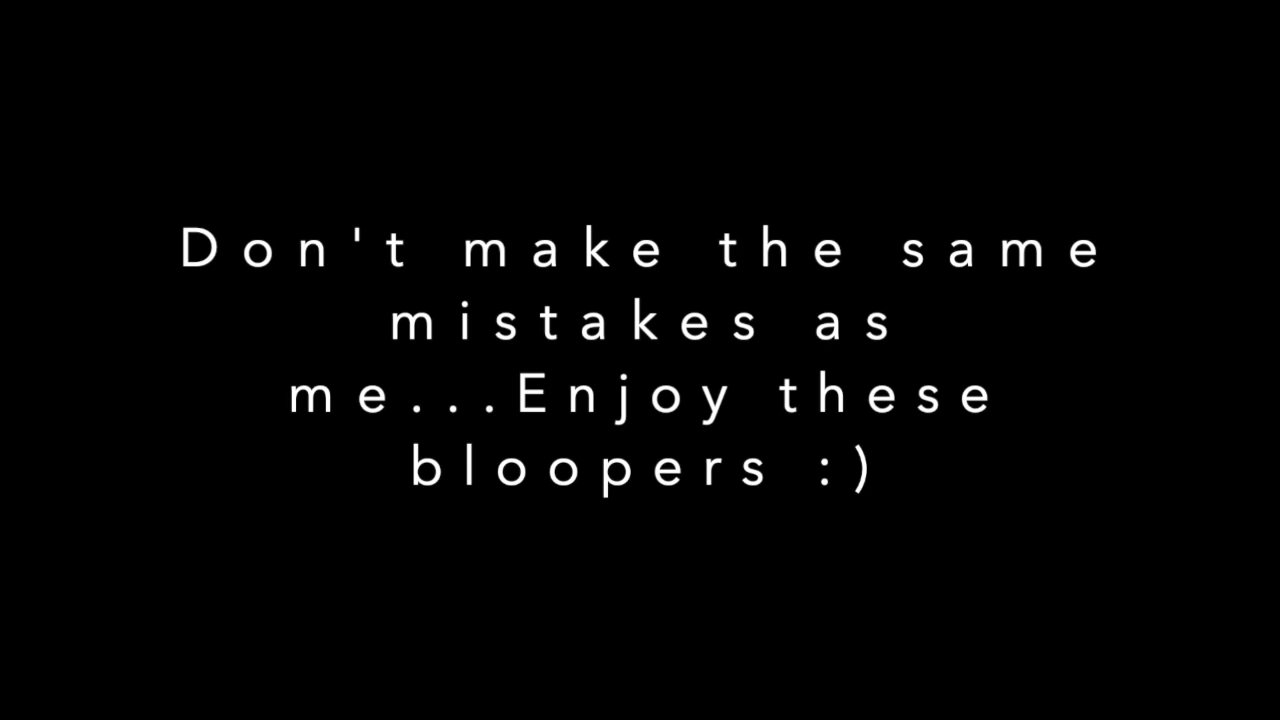 Don't make the same
mistakes as
me...Enjoy these
bloopers :)